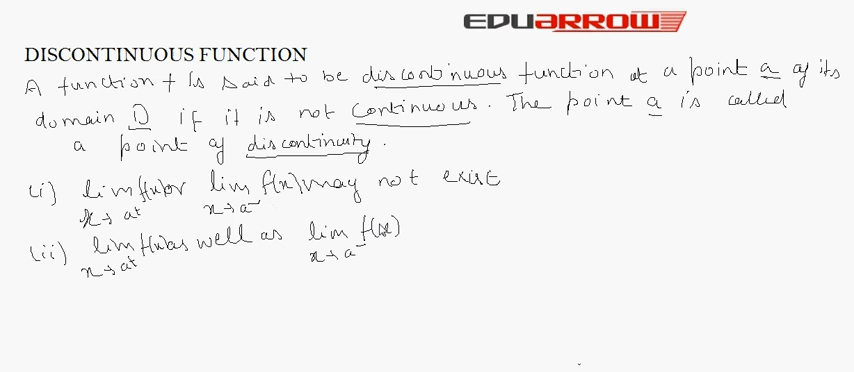 EDUARROW
DISCONTINUOUS FUNCTION
A function f is said to be discontinuous function at a point a of its
domain D if it is not continuous. The point a is called
a point of discontinuity.
(i) lim f(x) or lim f(x) may not exist
x→a⁺ x→a⁻
(ii) lim f(x) as well as lim f(x)
x→a⁺ x→a⁻